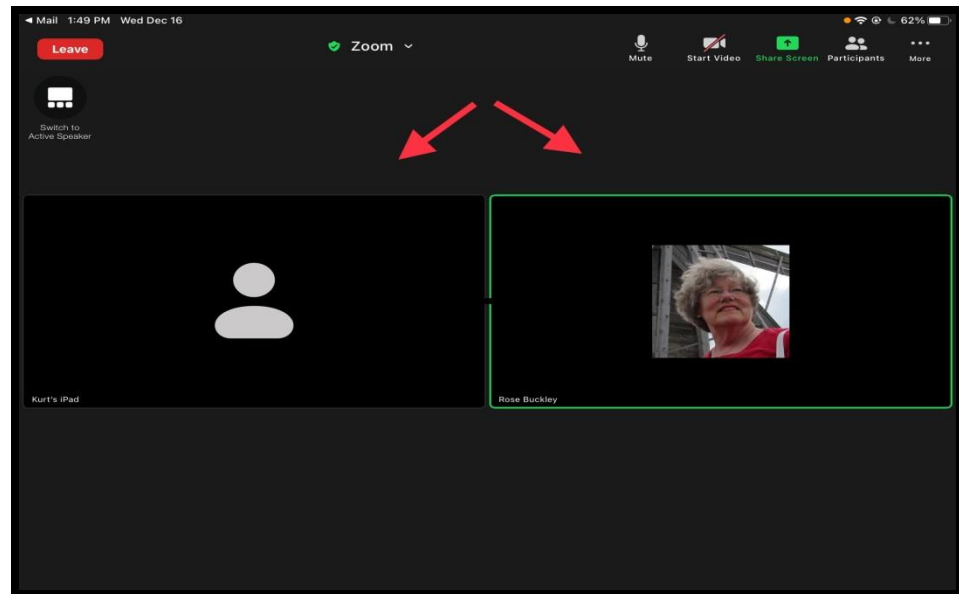 Mail 1:49 PM Wed Dec 16 62%
Leave Zoom Mute Start Video Share Screen Participants More
Switch to
Active Speaker
Kurt's iPad Rose Buckley